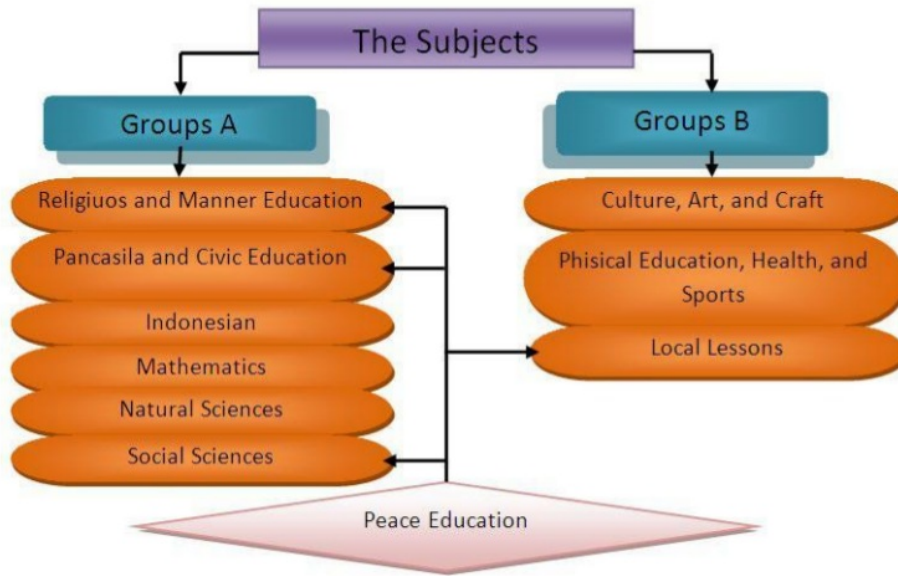 The Subjects
Groups A
Groups B
Religiuos and Manner Education
Pancasila and Civic Education
Indonesian
Mathematics
Natural Sciences
Social Sciences
Culture, Art, and Craft
Phisical Education, Health, and
Sports
Local Lessons
Peace Education